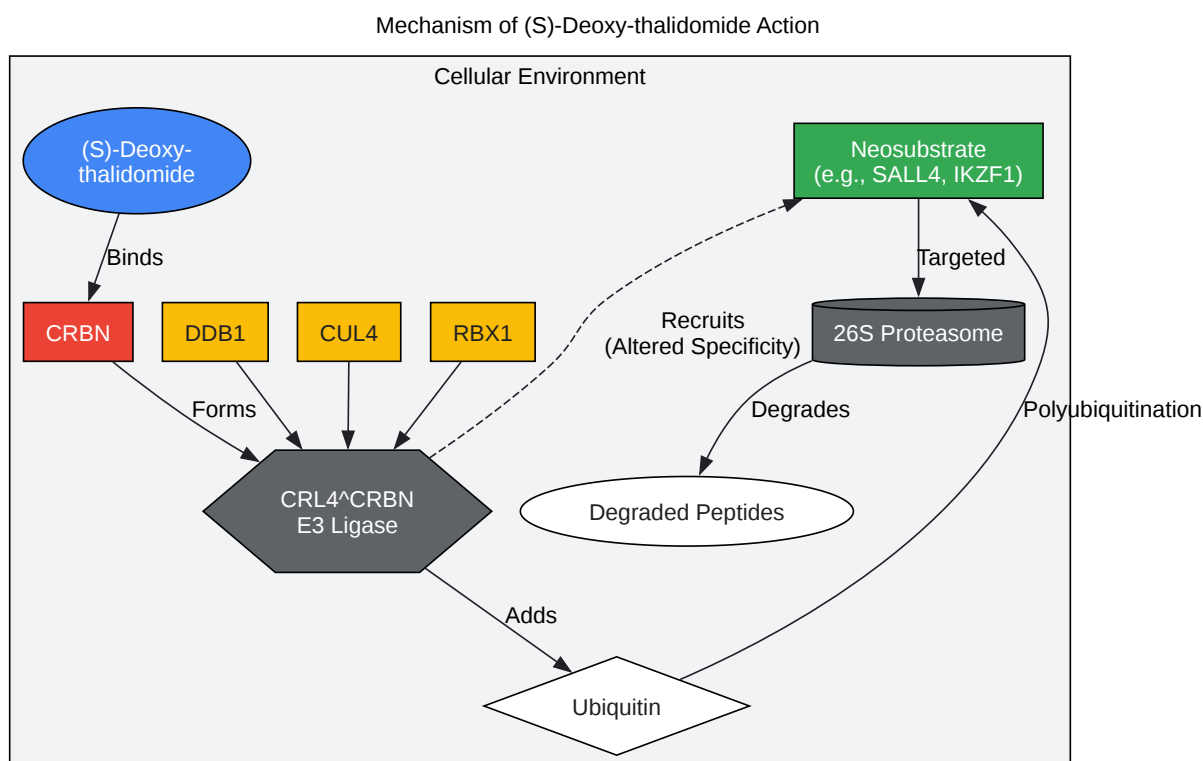 Mechanism of (S)-Deoxy-thalidomide Action
Cellular Environment
(S)-Deoxy-
thalidomide
Neosubstrate
(e.g., SALL4, IKZF1)
Binds
Targeted
CRBN
DDB1
CUL4
RBX1
Recruits
(Altered Specificity)
26S Proteasome
Forms
Degrades
Polyubiquitination
CRL4^CRBN
E3 Ligase
Degraded Peptides
Adds
Ubiquitin